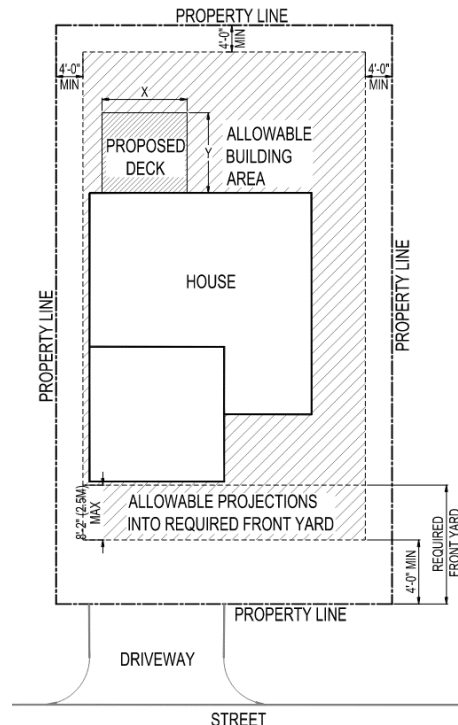 PROPERTY LINE
4'-0"
MIN
4'-0"
MIN
4'-0"
MIN
X
PROPOSED
DECK
Y
ALLOWABLE
BUILDING
AREA
HOUSE
PROPERTY LINE
PROPERTY LINE
8'-2" (2.5M)
MAX
ALLOWABLE PROJECTIONS
INTO REQUIRED FRONT YARD
4'-0" MIN
REQUIRED
FRONT YARD
PROPERTY LINE
DRIVEWAY
STREET